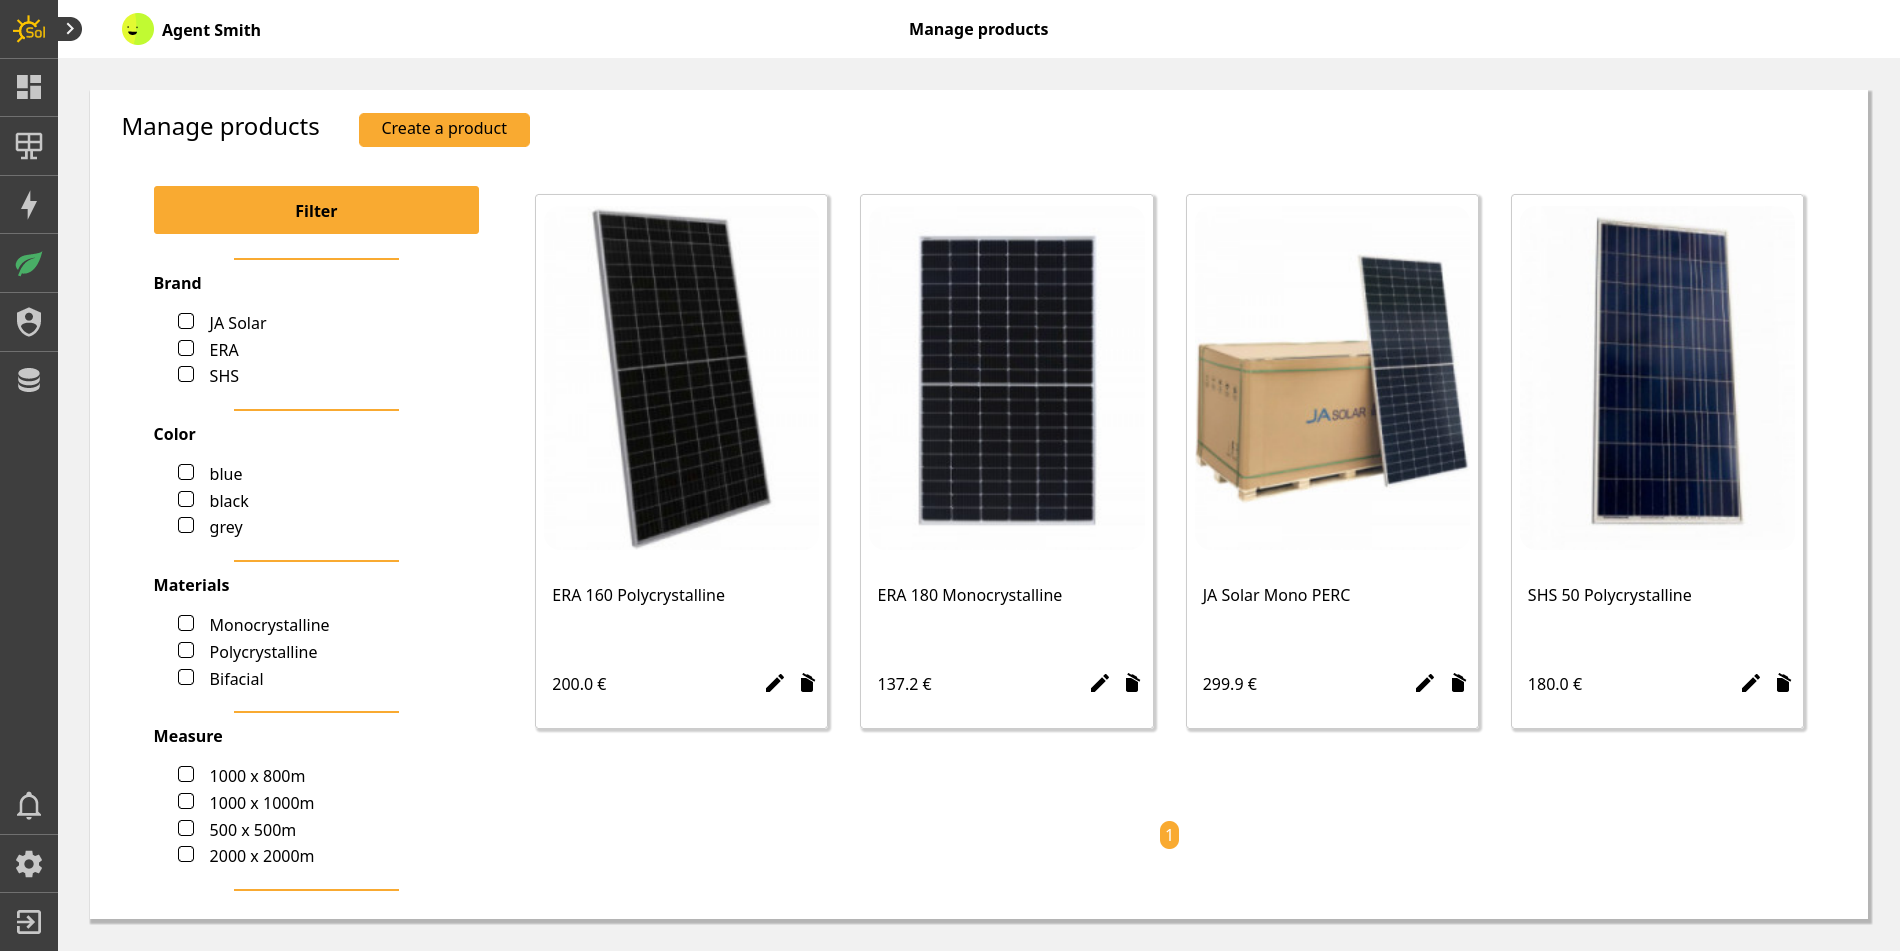 Sol
Agent Smith
Manage products
Manage products
Create a product
Filter
Brand
JA Solar
ERA
SHS
Color
blue
black
grey
Materials
Monocrystalline
Polycrystalline
Bifacial
Measure
1000 x 800m
1000 x 1000m
500 x 500m
2000 x 2000m
JA SOLAR
ERA 160 Polycrystalline
200.0 €
ERA 180 Monocrystalline
137.2 €
JA Solar Mono PERC
299.9 €
SHS 50 Polycrystalline
180.0 €
1